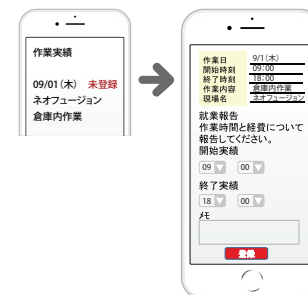 作業実績
09/01(木) 未登録
ネオフュージョン
倉庫内作業
作業日 9/1(木)
開始時刻 09:00
終了時刻 18:00
作業内容 倉庫内作業
現場名 ネオフュージョン
就業報告
作業時間と経費について
報告してください。
開始実績
09 00
終了実績
18 00
メモ
登録